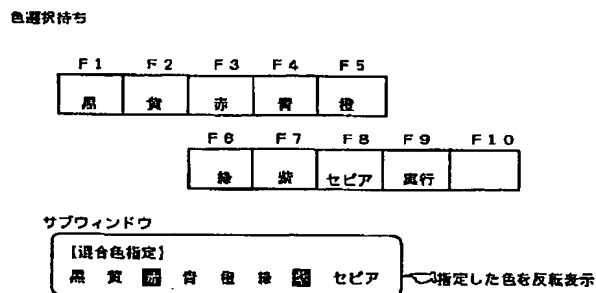 色選択待ち
F1 F2 F3 F4 F5
黒 黄 赤 青 橙
F6 F7 F8 F9 F10
緑 紫 セピア 実行
サブウィンドウ
【混合色指定】
黒 黄 赤 青 橙 緑 紫 セピア
指定した色を反転表示